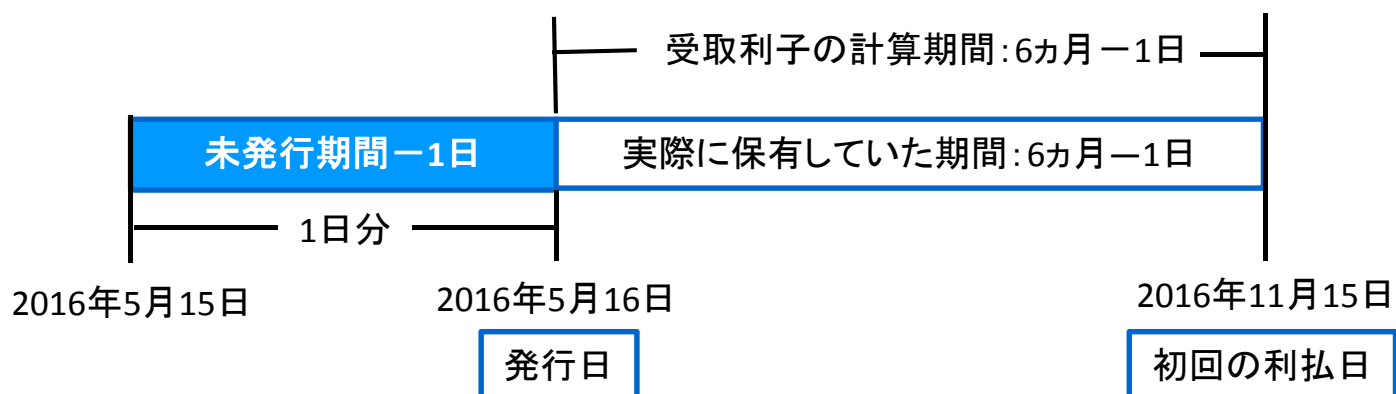 受取利子の計算期間:6ヵ月ー1日
未発行期間ー1日
実際に保有していた期間:6ヵ月―1日
1日分
2016年5月15日
2016年5月16日
2016年11月15日
発行日
初回の利払日